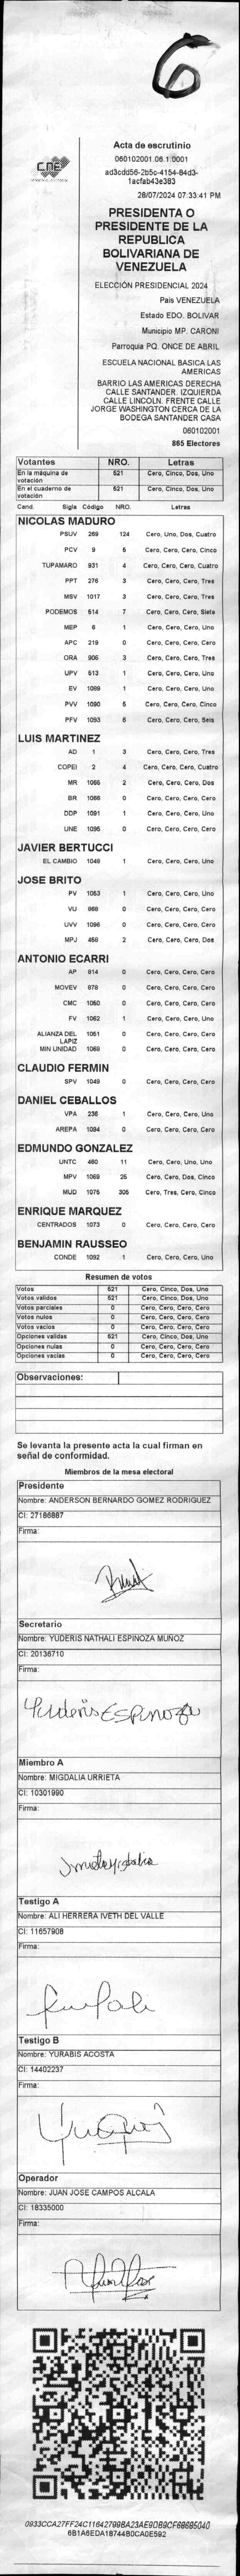 6
CNE
Acta de escrutinio
060102001.06.1.0001
ad3cdd56-2b5c-4154-84d3-
1acfab43e383
28/07/2024 07:33:41 PM
PRESIDENTA O
PRESIDENTE DE LA
REPUBLICA
BOLIVARIANA DE
VENEZUELA
ELECCIÓN PRESIDENCIAL 2024
Pais VENEZUELA
Estado EDO. BOLIVAR
Municipio MP. CARONI
Parroquia PQ. ONCE DE ABRIL
ESCUELA NACIONAL BASICA LAS
AMERICAS
BARRIO LAS AMERICAS DERECHA
CALLE SANTANDER. IZQUIERDA
CALLE LINCOLN. FRENTE CALLE
JORGE WASHINGTON CERCA DE LA
BODEGA SANTANDER CASA
060102001
865 Electores
Votantes NRO. Letras
En la máquina de votación 521 Cero, Cinco, Dos, Uno
En el cuaderno de votación 521 Cero, Cinco, Dos, Uno
Cand. Sigla Código NRO. Letras
NICOLAS MADURO
PSUV 269 124 Cero, Uno, Dos, Cuatro
PCV 9 5 Cero, Cero, Cero, Cinco
TUPAMARO 931 4 Cero, Cero, Cero, Cuatro
PPT 276 3 Cero, Cero, Cero, Tres
MSV 1017 3 Cero, Cero, Cero, Tres
PODEMOS 514 7 Cero, Cero, Cero, Siete
MEP 6 1 Cero, Cero, Cero, Uno
APC 219 0 Cero, Cero, Cero, Cero
ORA 906 3 Cero, Cero, Cero, Tres
UPV 513 1 Cero, Cero, Cero, Uno
EV 1089 1 Cero, Cero, Cero, Uno
PVV 1090 5 Cero, Cero, Cero, Cinco
PFV 1093 6 Cero, Cero, Cero, Seis
LUIS MARTINEZ
AD 1 3 Cero, Cero, Cero, Tres
COPEI 2 4 Cero, Cero, Cero, Cuatro
MR 1065 2 Cero, Cero, Cero, Dos
BR 1066 0 Cero, Cero, Cero, Cero
DDP 1091 1 Cero, Cero, Cero, Uno
UNE 1095 0 Cero, Cero, Cero, Cero
JAVIER BERTUCCI
EL CAMBIO 1048 1 Cero, Cero, Cero, Uno
JOSE BRITO
PV 1053 1 Cero, Cero, Cero, Uno
VU 968 0 Cero, Cero, Cero, Cero
UVV 1096 0 Cero, Cero, Cero, Cero
MPJ 458 2 Cero, Cero, Cero, Dos
ANTONIO ECARRI
AP 814 0 Cero, Cero, Cero, Cero
MOVEV 878 0 Cero, Cero, Cero, Cero
CMC 1050 0 Cero, Cero, Cero, Cero
FV 1062 1 Cero, Cero, Cero, Uno
ALIANZA DEL LAPIZ 1051 0 Cero, Cero, Cero, Cero
MIN UNIDAD 1068 0 Cero, Cero, Cero, Cero
CLAUDIO FERMIN
SPV 1049 0 Cero, Cero, Cero, Cero
DANIEL CEBALLOS
VPA 236 1 Cero, Cero, Cero, Uno
AREPA 1094 0 Cero, Cero, Cero, Cero
EDMUNDO GONZALEZ
UNTC 460 11 Cero, Cero, Uno, Uno
MPV 1069 25 Cero, Cero, Dos, Cinco
MUD 1075 305 Cero, Tres, Cero, Cinco
ENRIQUE MARQUEZ
CENTRADOS 1073 0 Cero, Cero, Cero, Cero
BENJAMIN RAUSSEO
CONDE 1092 1 Cero, Cero, Cero, Uno
Resumen de votos
Votos 521 Cero, Cinco, Dos, Uno
Votos validos 521 Cero, Cinco, Dos, Uno
Votos parciales 0 Cero, Cero, Cero, Cero
Votos nulos 0 Cero, Cero, Cero, Cero
Votos vacios 0 Cero, Cero, Cero, Cero
Opciones validas 521 Cero, Cinco, Dos, Uno
Opciones nulas 0 Cero, Cero, Cero, Cero
Opciones vacias 0 Cero, Cero, Cero, Cero
Observaciones:
Se levanta la presente acta la cual firman en
señal de conformidad.
Miembros de la mesa electoral
Presidente
Nombre: ANDERSON BERNARDO GOMEZ RODRIGUEZ
CI: 27186887
Firma:
Secretario
Nombre: YUDERIS NATHALI ESPINOZA MUÑOZ
CI: 20136710
Firma:
Yuderis Espinoza
Miembro A
Nombre: MIGDALIA URRIETA
CI: 10301990
Firma:
Testigo A
Nombre: ALI HERRERA IVETH DEL VALLE
CI: 11657908
Firma:
Testigo B
Nombre: YURABIS ACOSTA
CI: 14402237
Firma:
Operador
Nombre: JUAN JOSE CAMPOS ALCALA
CI: 18335000
Firma: